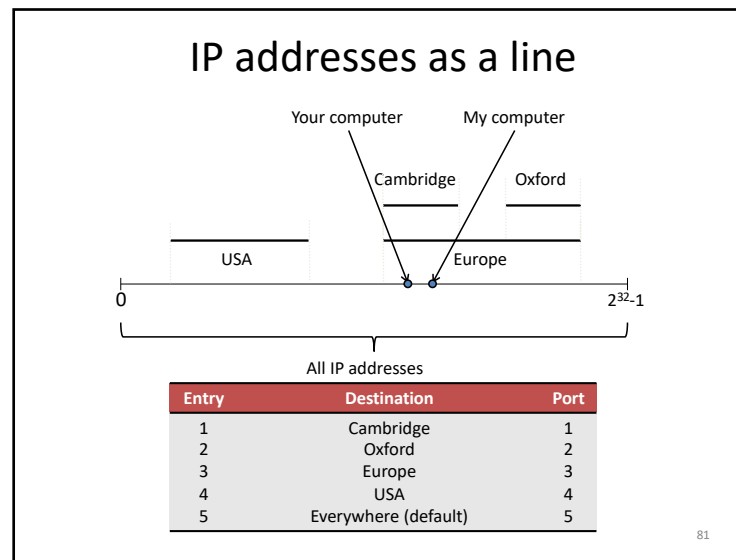 IP addresses as a line
Your computer My computer
Cambridge Oxford
USA Europe
0 2³²-1
All IP addresses
Entry Destination Port
1 Cambridge 1
2 Oxford 2
3 Europe 3
4 USA 4
5 Everywhere (default) 5
81